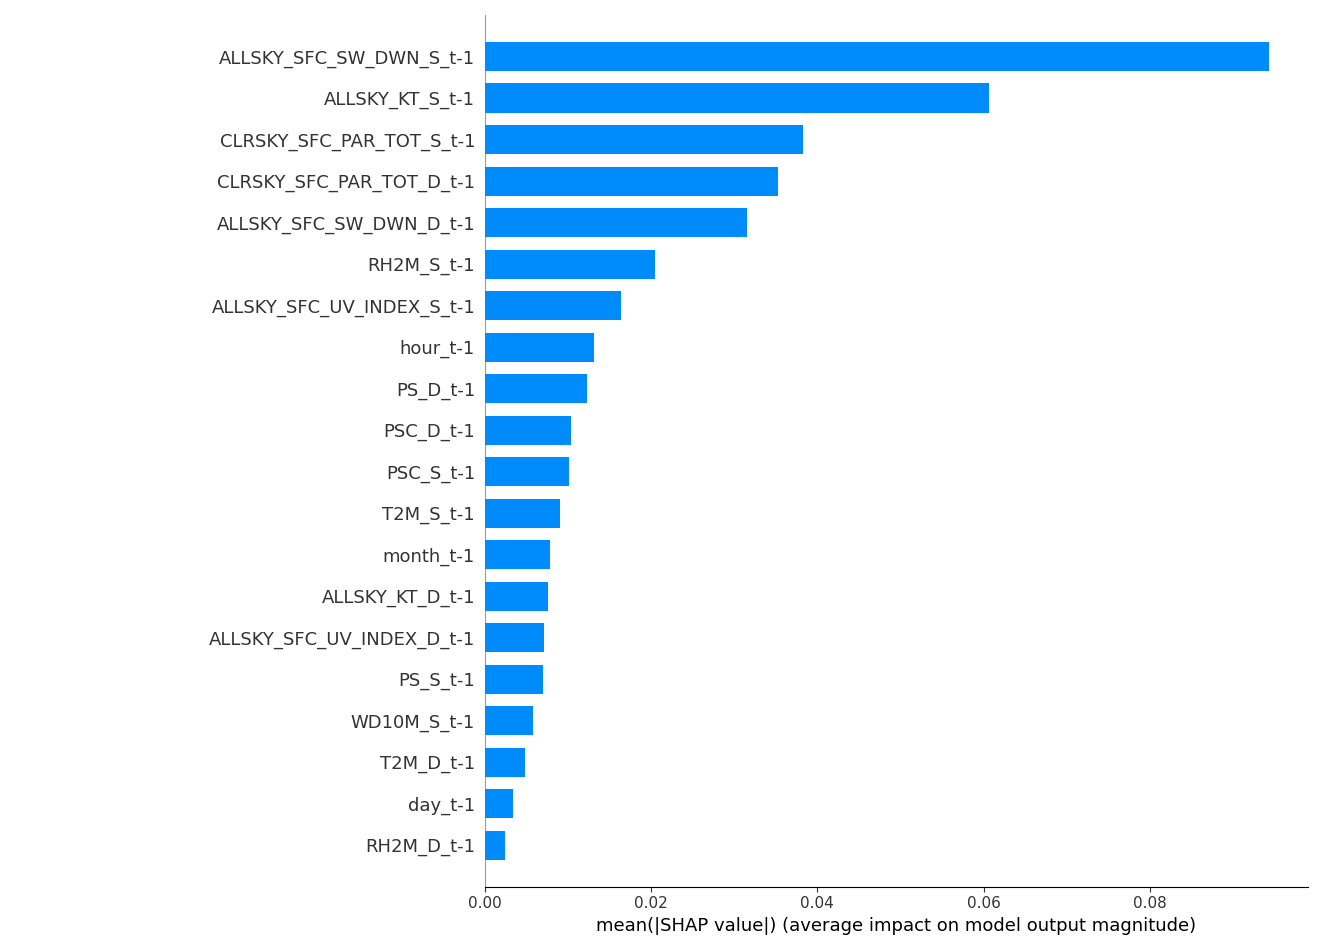 ALLSKY_SFC_SW_DWN_S_t-1
ALLSKY_KT_S_t-1
CLRSKY_SFC_PAR_TOT_S_t-1
CLRSKY_SFC_PAR_TOT_D_t-1
ALLSKY_SFC_SW_DWN_D_t-1
RH2M_S_t-1
ALLSKY_SFC_UV_INDEX_S_t-1
hour_t-1
PS_D_t-1
PSC_D_t-1
PSC_S_t-1
T2M_S_t-1
month_t-1
ALLSKY_KT_D_t-1
ALLSKY_SFC_UV_INDEX_D_t-1
PS_S_t-1
WD10M_S_t-1
T2M_D_t-1
day_t-1
RH2M_D_t-1
0.00 0.02 0.04 0.06 0.08
mean(|SHAP value|) (average impact on model output magnitude)